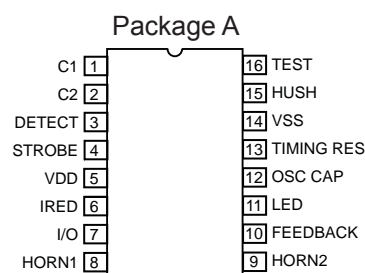 Package A
C1 1 16 TEST
C2 2 15 HUSH
DETECT 3 14 VSS
STROBE 4 13 TIMING RES
VDD 5 12 OSC CAP
IRED 6 11 LED
I/O 7 10 FEEDBACK
HORN1 8 9 HORN2